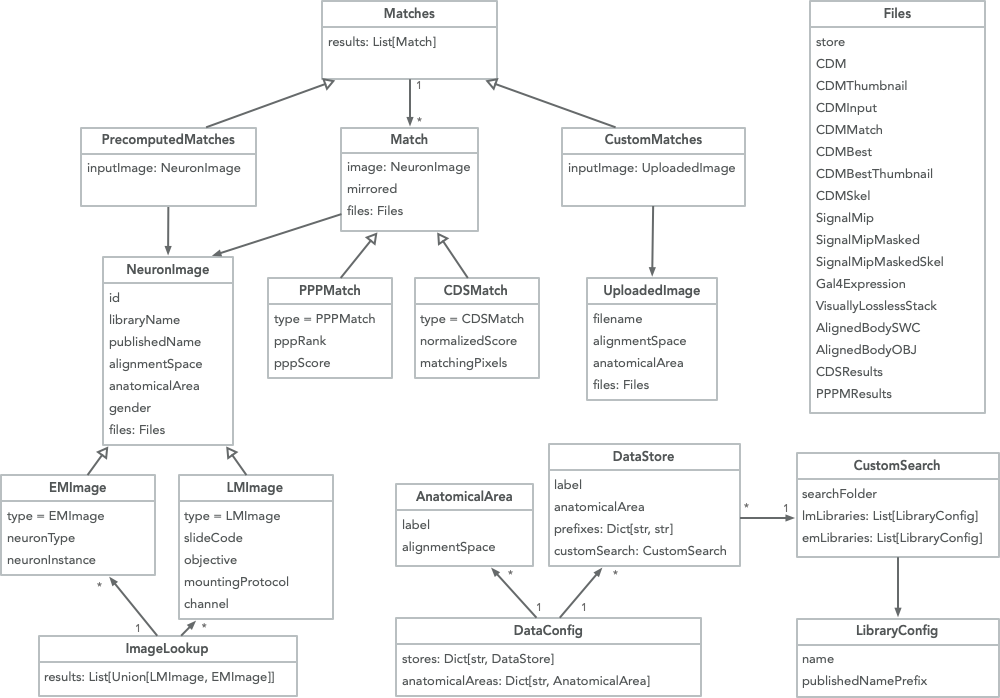 Matches
results: List[Match]
1
*
PrecomputedMatches
inputImage: NeuronImage
Match
image: NeuronImage
mirrored
files: Files
CustomMatches
inputImage: UploadedImage
Files
store
CDM
CDMThumbnail
CDMInput
CDMMatch
CDMBest
CDMBestThumbnail
CDMSkel
SignalMip
SignalMipMasked
SignalMipMaskedSkel
Gal4Expression
VisuallyLosslessStack
AlignedBodySWC
AlignedBodyOBJ
CDSResults
PPPMResults
NeuronImage
id
libraryName
publishedName
alignmentSpace
anatomicalArea
gender
files: Files
PPPMatch
type = PPPMatch
pppRank
pppScore
CDSMatch
type = CDSMatch
normalizedScore
matchingPixels
UploadedImage
filename
alignmentSpace
anatomicalArea
files: Files
EMImage
type = EMImage
neuronType
neuronInstance
LMImage
type = LMImage
slideCode
objective
mountingProtocol
channel
*
1
*
ImageLookup
results: List[Union[LMImage, EMImage]]
AnatomicalArea
label
alignmentSpace
DataStore
label
anatomicalArea
prefixes: Dict[str, str]
customSearch: CustomSearch
*
1
CustomSearch
searchFolder
lmLibraries: List[LibraryConfig]
emLibraries: List[LibraryConfig]
*
*
1
1
DataConfig
stores: Dict[str, DataStore]
anatomicalAreas: Dict[str, AnatomicalArea]
LibraryConfig
name
publishedNamePrefix